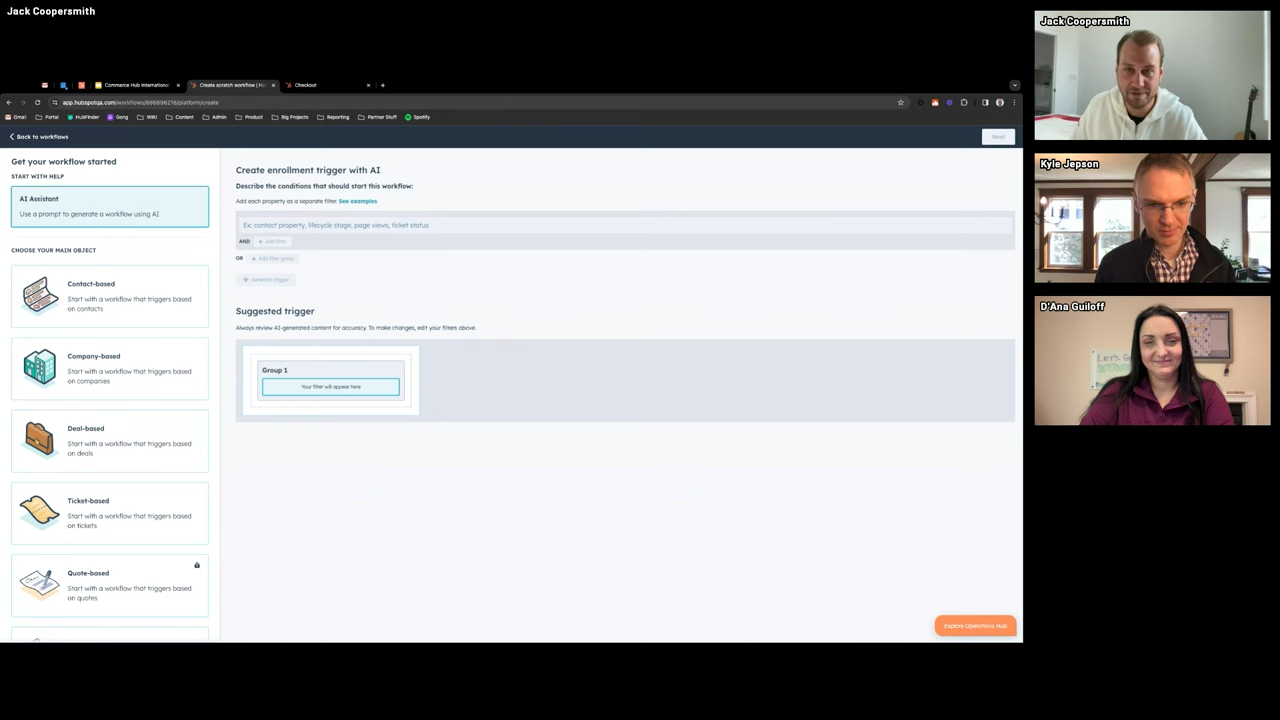 Jack Coopersmith
Commerce Hub Internationa
Create scratch workflow | Hu
Checkout
app.hubspotqa.com/workflows/886696216/platform/create
Gmail
Portal
HubFinder
Gong
WIKI
Content
Admin
Product
Big Projects
Reporting
Partner Stuff
Spotify
Back to workflows
Next
Get your workflow started
START WITH HELP
AI Assistant
Use a prompt to generate a workflow using AI
CHOOSE YOUR MAIN OBJECT
Contact-based
Start with a workflow that triggers based
on contacts
Company-based
Start with a workflow that triggers based
on companies
Deal-based
Start with a workflow that triggers based
on deals
Ticket-based
Start with a workflow that triggers based
on tickets
Quote-based
Start with a workflow that triggers based
on quotes
Create enrollment trigger with AI
Describe the conditions that should start this workflow:
Add each property as a separate filter. See examples
Ex: contact property, lifecycle stage, page views, ticket status
AND + Add filter
OR + Add filter group
Generate trigger
Suggested trigger
Always review AI-generated content for accuracy. To make changes, edit your filters above.
Group 1
Your filter will appear here
Explore Operations Hub
Jack Coopersmith
Kyle Jepson
D'Ana Guiloff